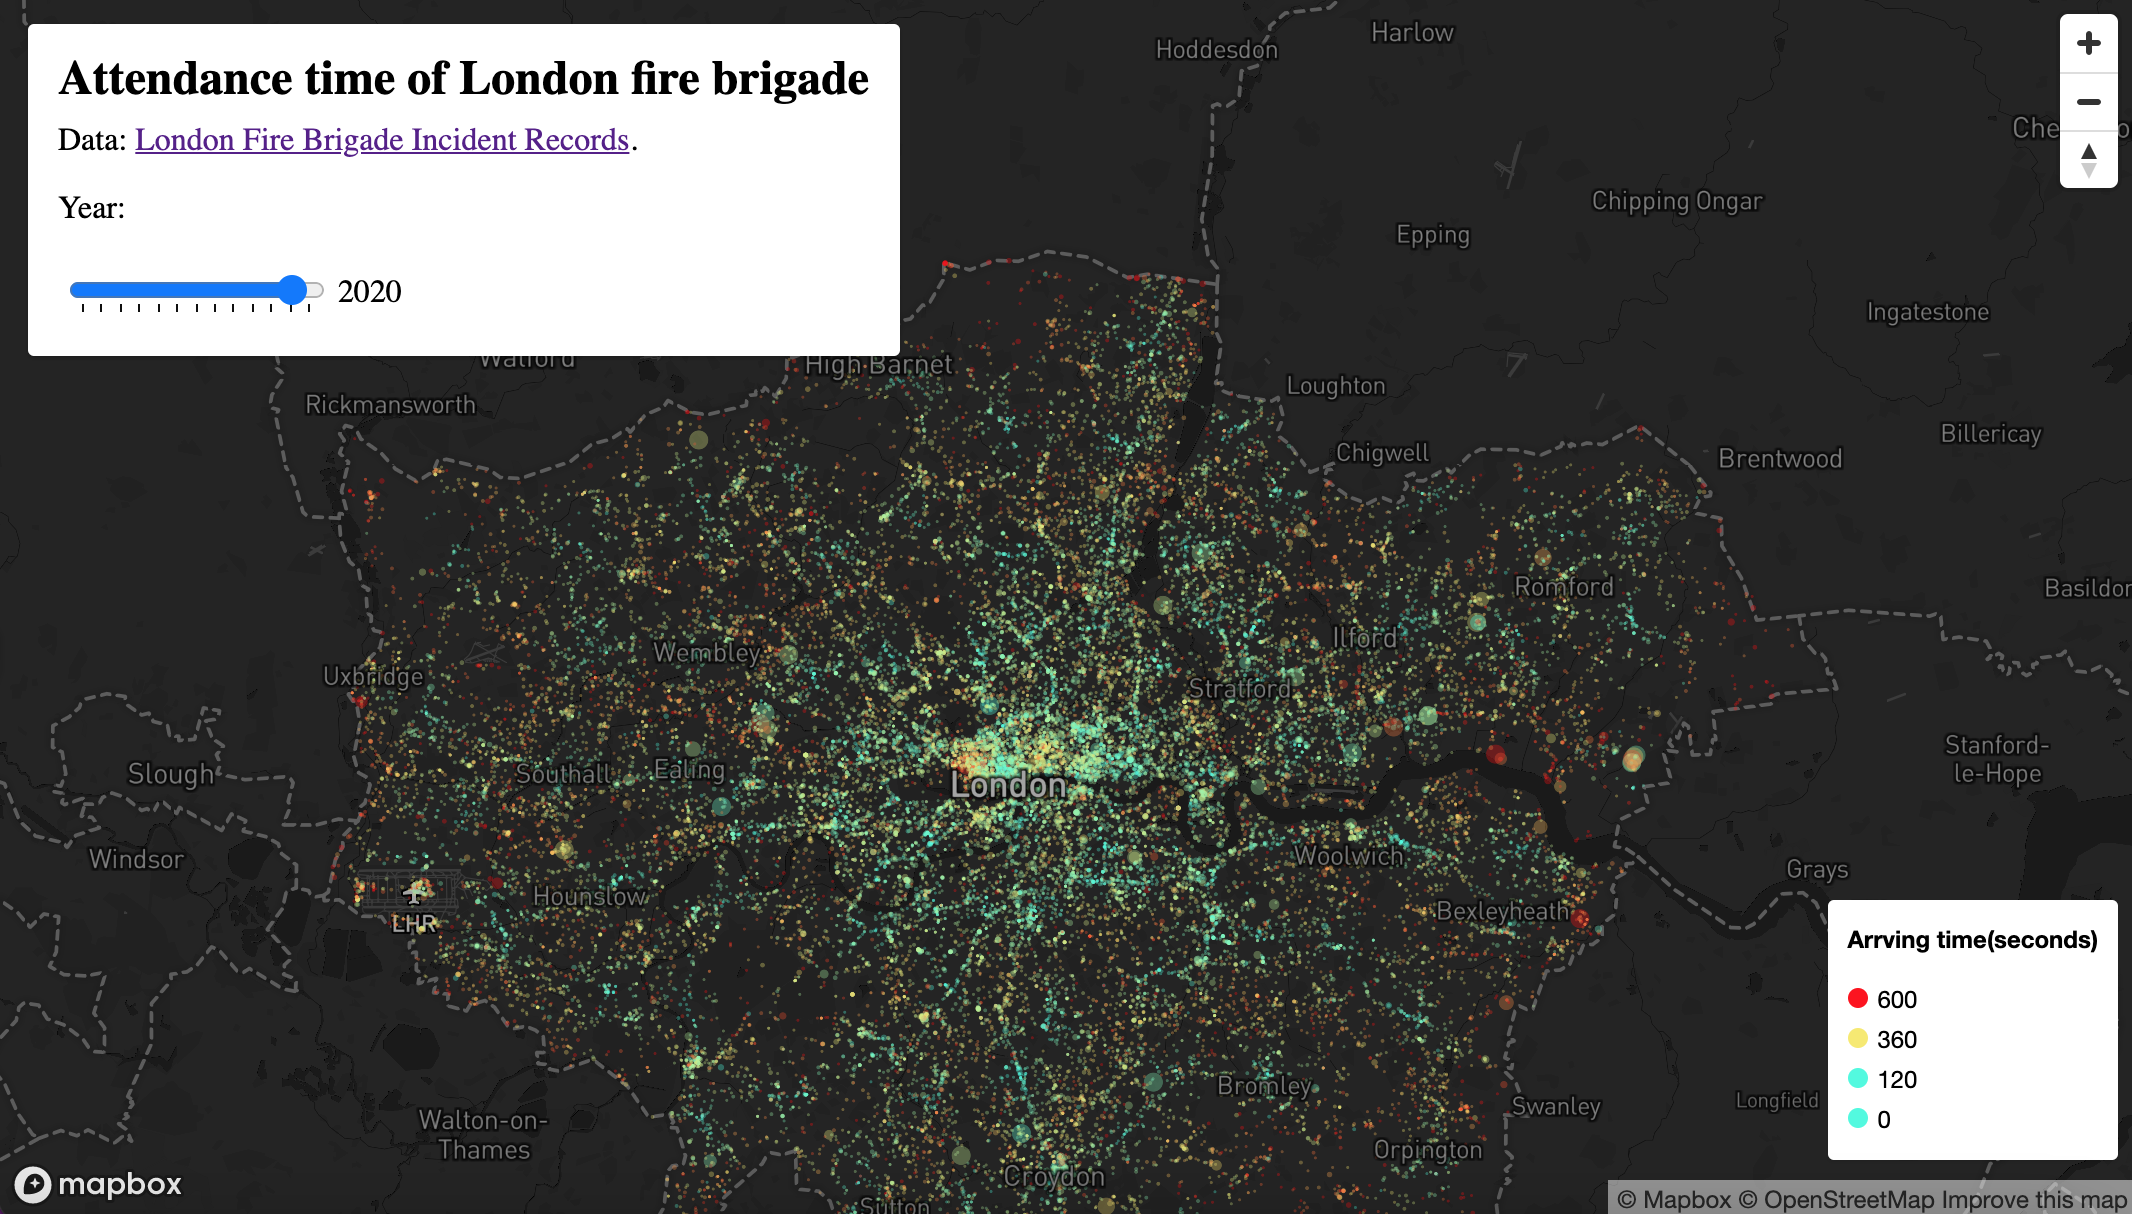 Attendance time of London fire brigade
Data: London Fire Brigade Incident Records.
Year:
2020
Hoddesdon
Harlow
Chipping Ongar
Epping
Ingatestone
High Barnet
Loughton
Rickmansworth
Chigwell
Brentwood
Billericay
Romford
Ilford
Wembley
Uxbridge
Stratford
Stanford-
le-Hope
Slough
Southall
Ealing
London
Windsor
Woolwich
Grays
Hounslow
LHR
Bexleyheath
Bromley
Swanley
Longfield
Walton-on-
Thames
Orpington
Croydon
Sutton
Arrving time(seconds)
600
360
120
0
mapbox
© Mapbox © OpenStreetMap Improve this map